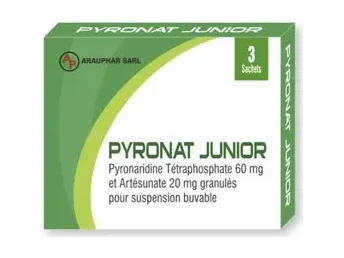 AP ARAUPHAR SARL
3
Sachets
PYRONAT JUNIOR
Pyronaridine Tétraphosphate 60 mg
et Artésunate 20 mg granulés
pour suspension buvable
PYRONAT JUNIOR